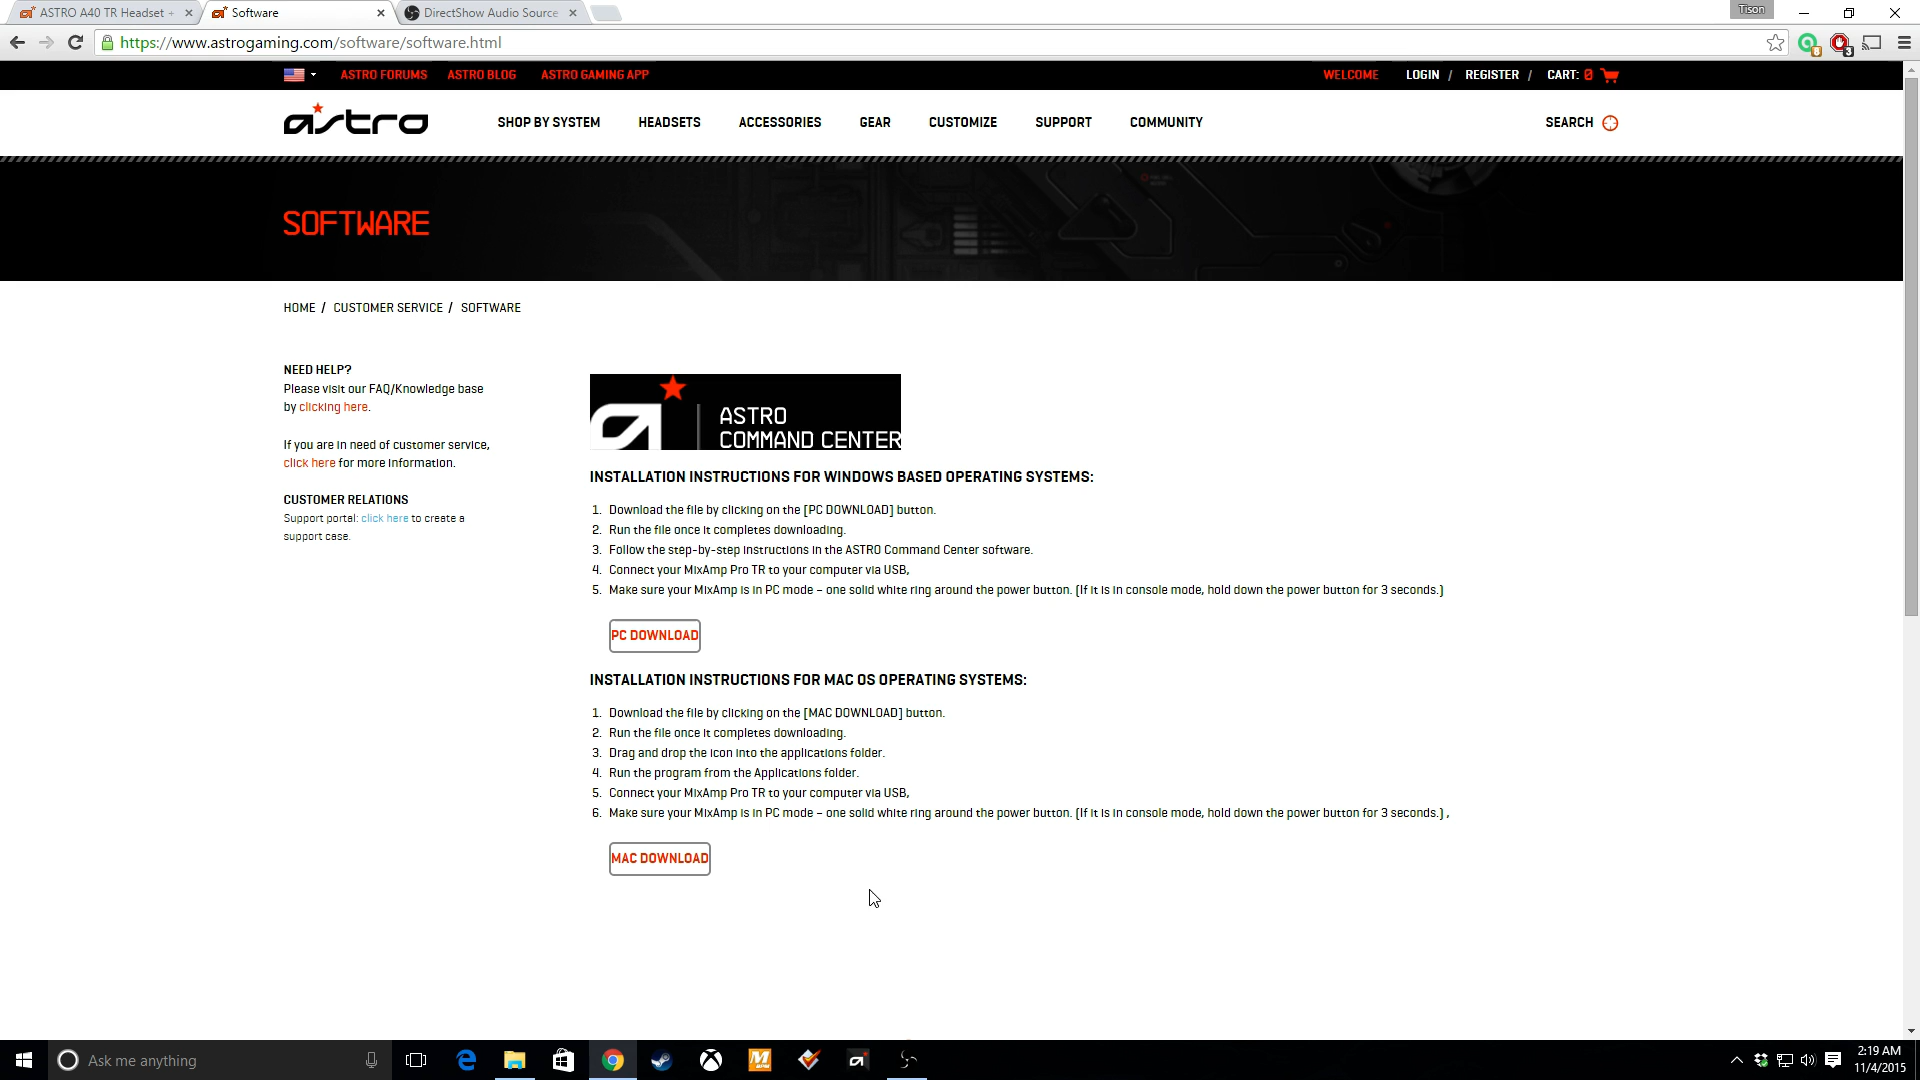 ASTRO A40 TR Headset +
Software
DirectShow Audio Source
Tison
https://www.astrogaming.com/software/software.html
8
3
ASTRO FORUMS ASTRO BLOG ASTRO GAMING APP WELCOME LOGIN / REGISTER / CART: 0
astro
SHOP BY SYSTEM HEADSETS ACCESSORIES GEAR CUSTOMIZE SUPPORT COMMUNITY SEARCH
SOFTWARE
HOME / CUSTOMER SERVICE / SOFTWARE
NEED HELP?
Please visit our FAQ/Knowledge base
by clicking here.
If you are in need of customer service,
click here for more information.
CUSTOMER RELATIONS
Support portal: click here to create a
support case.
ASTRO
COMMAND CENTER
INSTALLATION INSTRUCTIONS FOR WINDOWS BASED OPERATING SYSTEMS:
1. Download the file by clicking on the [PC DOWNLOAD] button.
2. Run the file once it completes downloading.
3. Follow the step-by-step instructions in the ASTRO Command Center software.
4. Connect your MixAmp Pro TR to your computer via USB,
5. Make sure your MixAmp is in PC mode – one solid white ring around the power button. (If it is in console mode, hold down the power button for 3 seconds.)
PC DOWNLOAD
INSTALLATION INSTRUCTIONS FOR MAC OS OPERATING SYSTEMS:
1. Download the file by clicking on the [MAC DOWNLOAD] button.
2. Run the file once it completes downloading.
3. Drag and drop the icon into the applications folder.
4. Run the program from the Applications folder.
5. Connect your MixAmp Pro TR to your computer via USB,
6. Make sure your MixAmp is in PC mode – one solid white ring around the power button. (If it is in console mode, hold down the power button for 3 seconds.) ,
MAC DOWNLOAD
Ask me anything
2:19 AM
11/4/2015